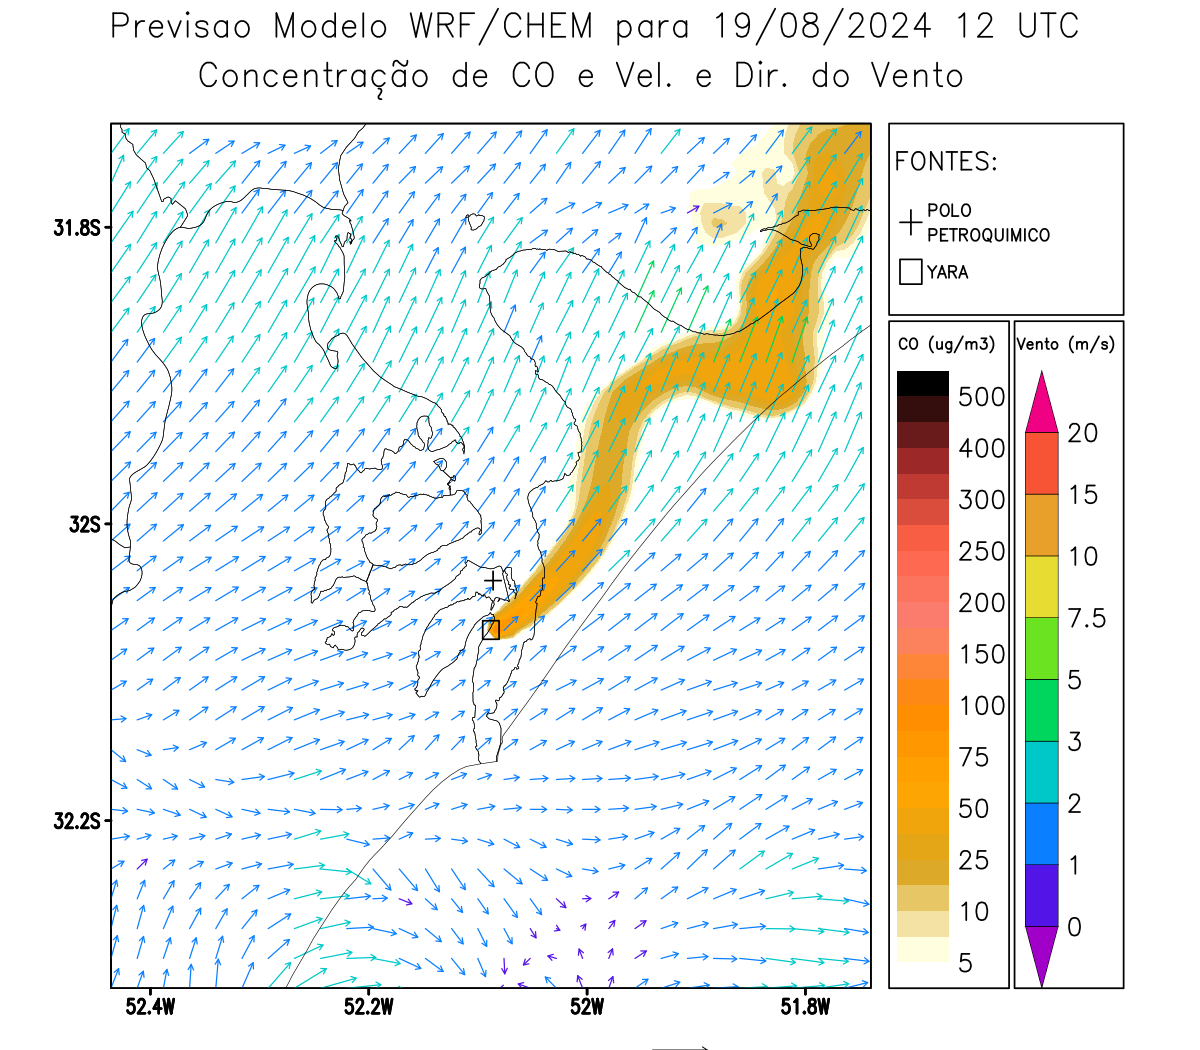 Previsao Modelo WRF/CHEM para 19/08/2024 12 UTC
Concentração de CO e Vel. e Dir. do Vento
FONTES:
POLO
PETROQUIMICO
YARA
CO (ug/m3)
500
400
300
250
200
150
100
75
50
25
10
5
Vento (m/s)
20
15
10
7.5
5
3
2
1
0
31.8S
32S
32.2S
52.4W
52.2W
52W
51.8W